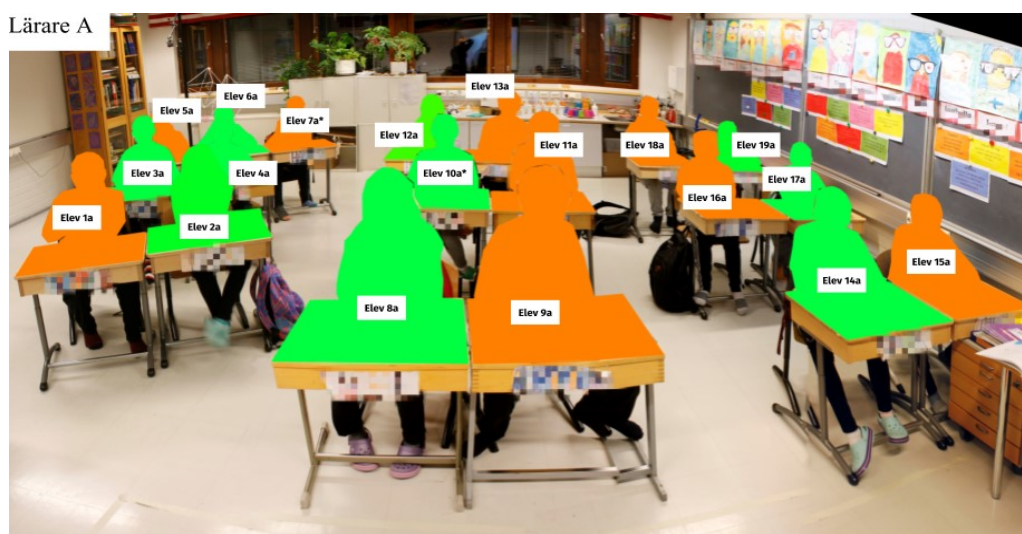 Lärare A
Elev 13a
Elev 6a
Elev 5a
Elev 7a*
Elev 12a
Elev 11a
Elev 18a
Elev 19a
Elev 3a
Elev 4a
Elev 10a*
Elev 17a
Elev 16a
Elev 1a
Elev 2a
Elev 15a
Elev 14a
Elev 8a
Elev 9a